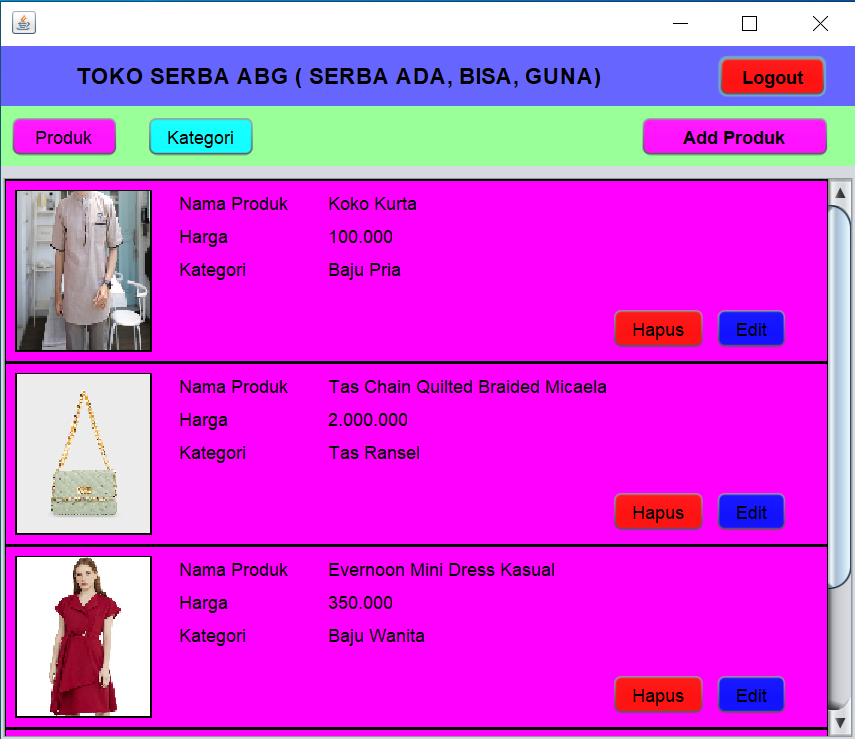 TOKO SERBA ABG ( SERBA ADA, BISA, GUNA)
Logout
Produk
Kategori
Add Produk
Nama Produk Koko Kurta
Harga 100.000
Kategori Baju Pria
Hapus Edit
Nama Produk Tas Chain Quilted Braided Micaela
Harga 2.000.000
Kategori Tas Ransel
Hapus Edit
Nama Produk Evernoon Mini Dress Kasual
Harga 350.000
Kategori Baju Wanita
Hapus Edit